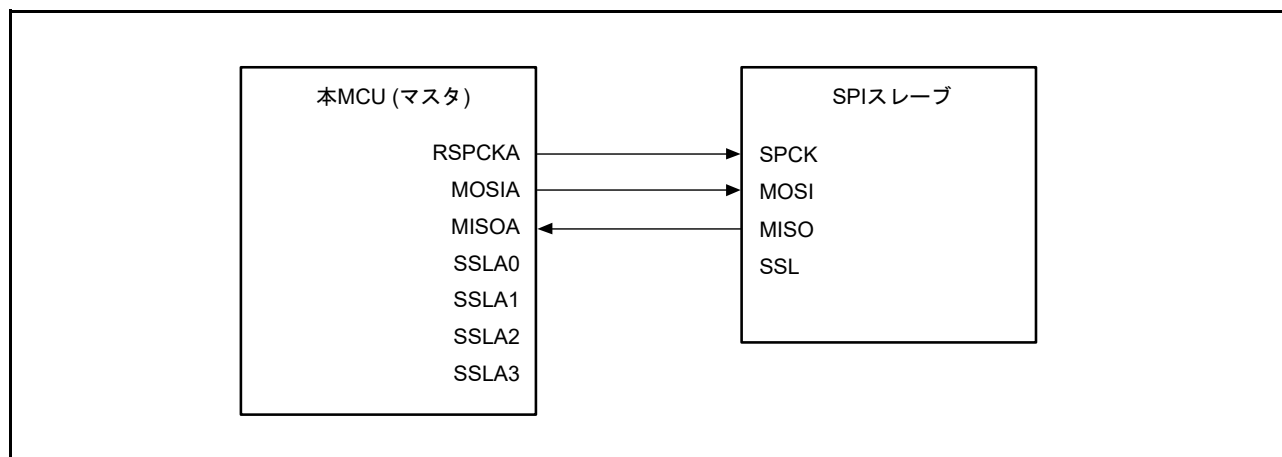 本MCU (マスタ)
RSPCKA
MOSIA
MISOA
SSLA0
SSLA1
SSLA2
SSLA3
SPIスレーブ
SPCK
MOSI
MISO
SSL